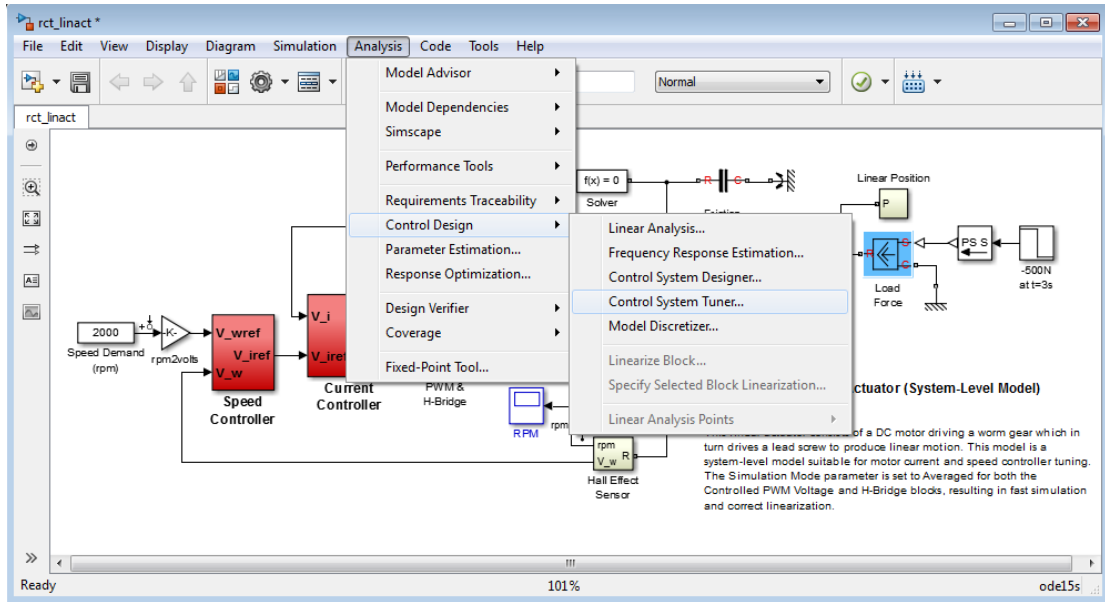 rct_linact *
File Edit View Display Diagram Simulation Analysis Code Tools Help
Normal
rct_linact
Model Advisor
Model Dependencies
Simscape
Performance Tools
Requirements Traceability
Control Design
Parameter Estimation...
Response Optimization...
Design Verifier
Coverage
Fixed-Point Tool...
Linear Analysis...
Frequency Response Estimation...
Control System Designer...
Control System Tuner...
Model Discretizer...
Linearize Block...
Specify Selected Block Linearization...
Linear Analysis Points
f(x) = 0
Solver
R C
Linear Position
P
R S
C
Load
Force
PS S
-500N
at t=3s
2000
Speed Demand
(rpm)
-K-
rpm2volts
V_wref
V_iref
V_w
Speed
Controller
V_i
Current
Controller
PWM &
H-Bridge
RPM
rpm
rpm
V_w R
Hall Effect
Sensor
(System-Level Model)
of a DC motor driving a worm gear which in
turn drives a lead screw to produce linear motion. This model is a
system-level model suitable for motor current and speed controller tuning.
The Simulation Mode parameter is set to Averaged for both the
Controlled PWM Voltage and H-Bridge blocks, resulting in fast simulation
and correct linearization.
Ready 101% ode15s